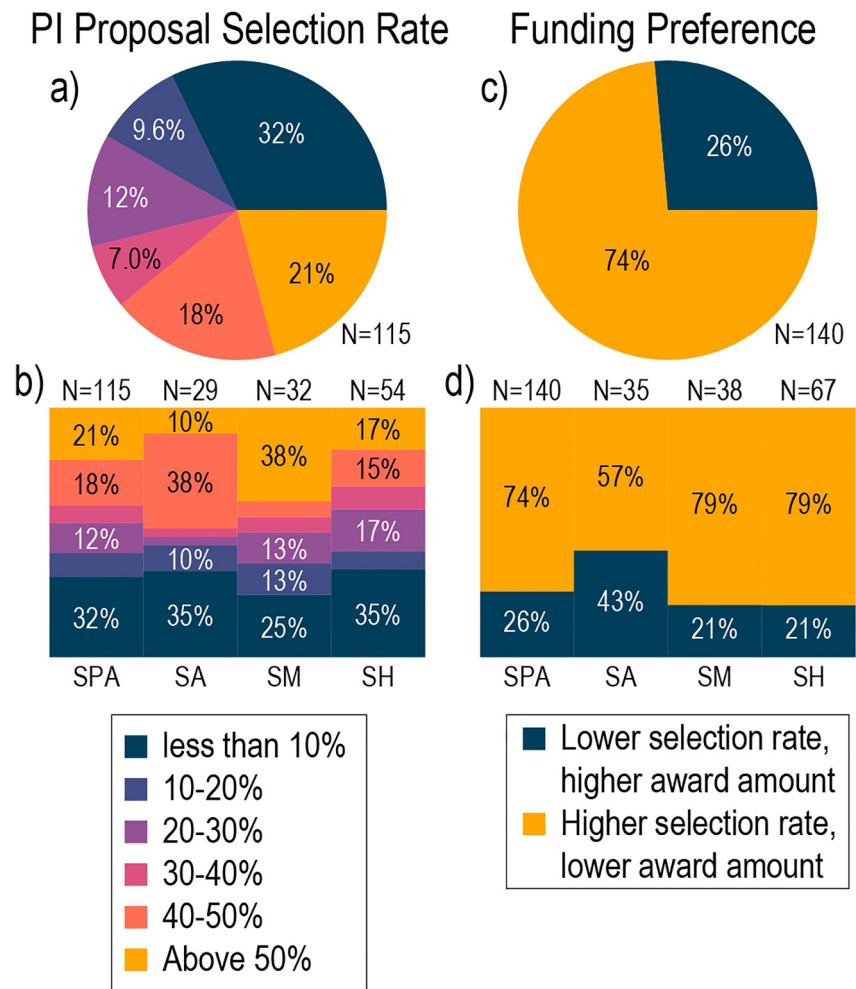 PI Proposal Selection Rate
a)
32%
9.6%
12%
7.0%
18%
21%
N=115
b)
N=115 N=29 N=32 N=54
21% 10% 38% 17%
18% 38% 15%
12% 13% 17%
10% 13%
32% 35% 25% 35%
SPA SA SM SH
less than 10%
10-20%
20-30%
30-40%
40-50%
Above 50%
Funding Preference
c)
26%
74%
N=140
d)
N=140 N=35 N=38 N=67
74% 57% 79% 79%
26% 43% 21% 21%
SPA SA SM SH
Lower selection rate,
higher award amount
Higher selection rate,
lower award amount